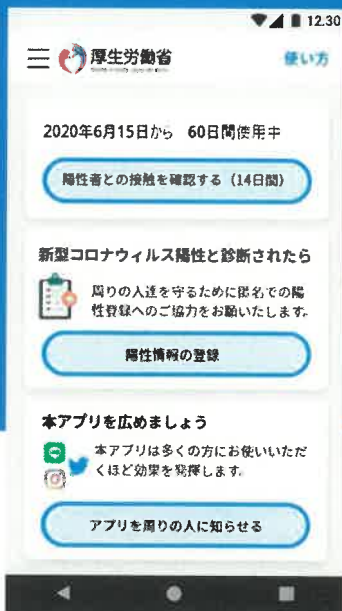 12.30
厚生労働省
使い方
2020年6月15日から 60日間使用中
陽性者との接触を確認する（14日間）
新型コロナウィルス陽性と診断されたら
周りの人達を守るために匿名での陽
性登録へのご協力をお願いいたします。
陽性情報の登録
本アプリを広めましょう
本アプリは多くの方にお使いいただ
くほど効果を発揮します。
アプリを周りの人に知らせる